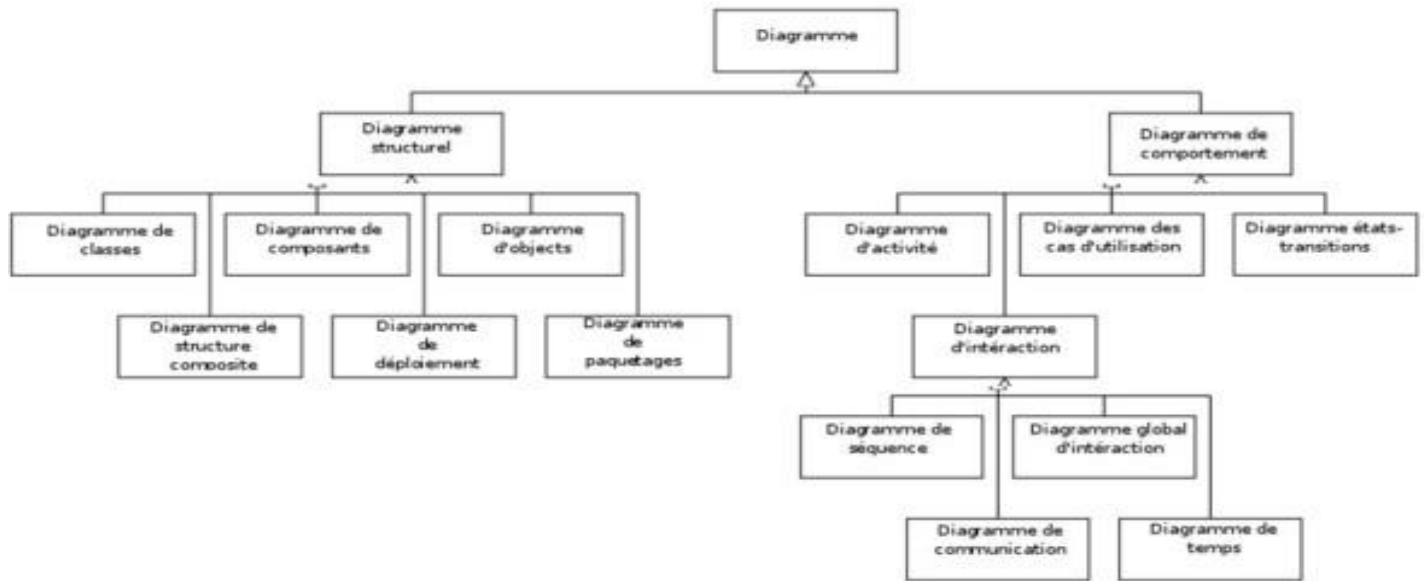 Diagramme
Diagramme
structurel
Diagramme de
comportement
Diagramme de
classes
Diagramme de
composants
Diagramme
d'objects
Diagramme
d'activité
Diagramme des
cas d'utilisation
Diagramme états-
transitions
Diagramme de
structure
composite
Diagramme
de
déploiement
Diagramme
de
paquetages
Diagramme
d'intéraction
Diagramme de
séquence
Diagramme global
d'intéraction
Diagramme de
communication
Diagramme de
temps